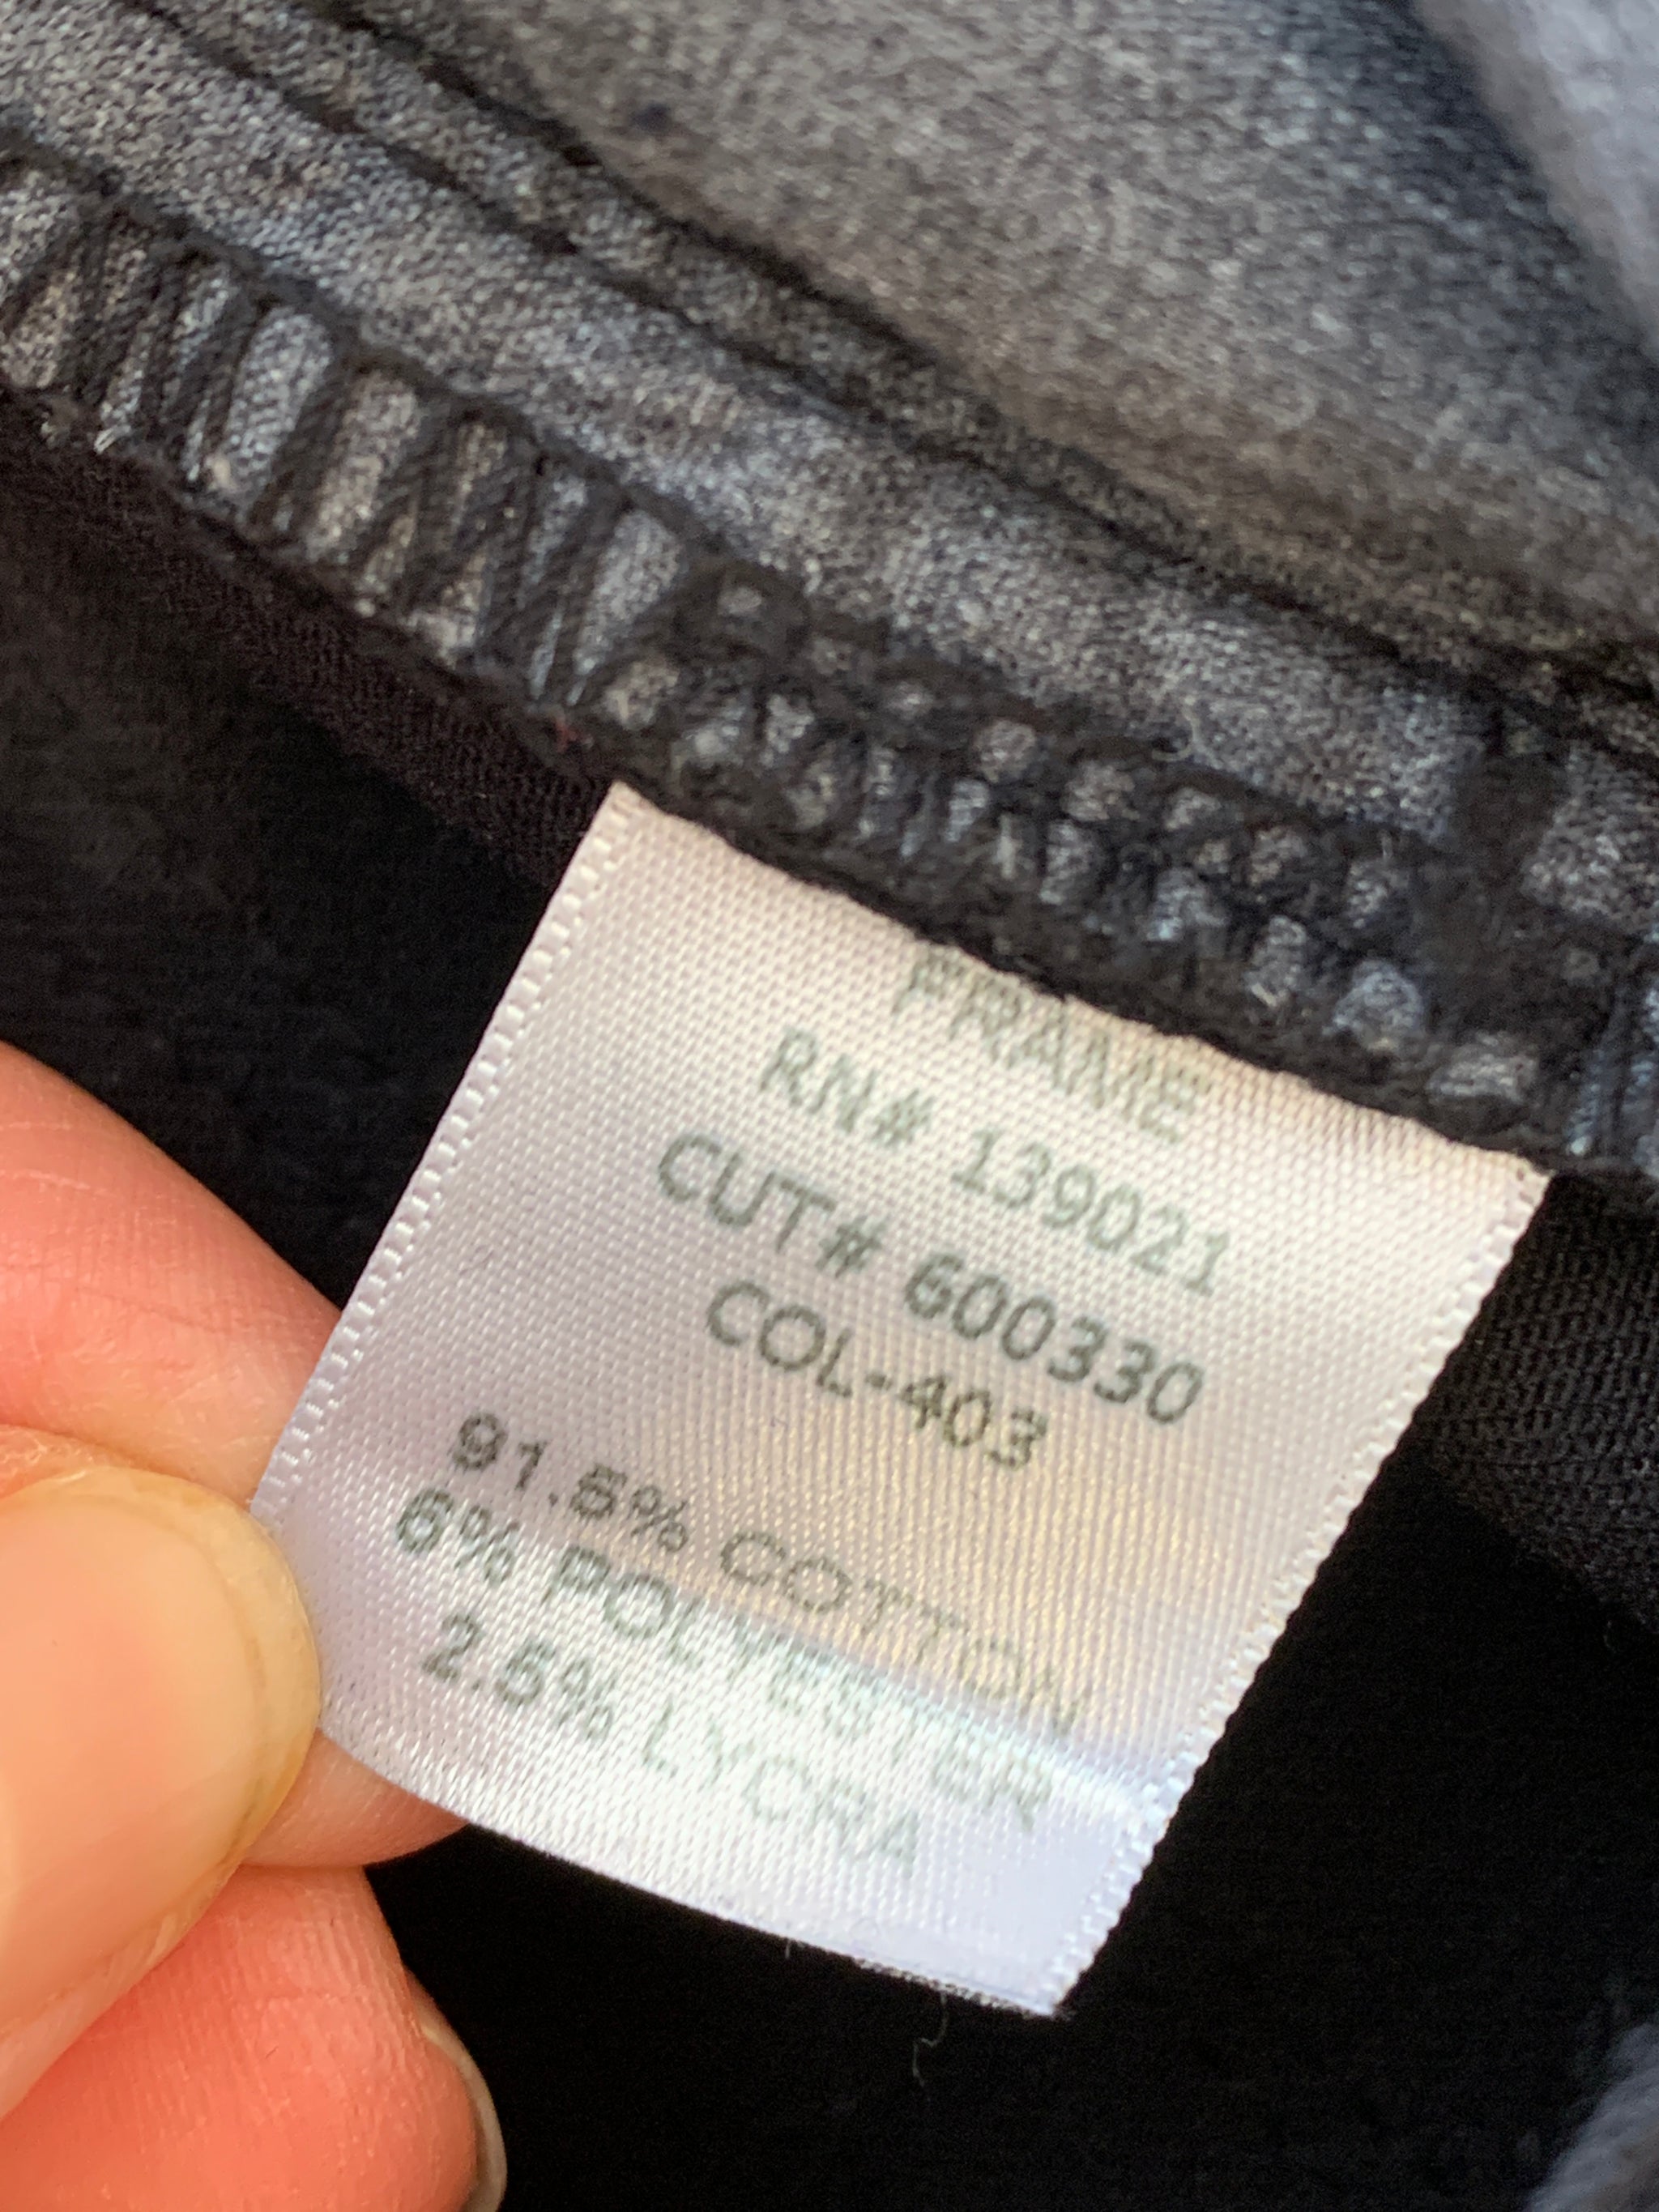 FRAME
RN# 139021
CUT# 600330
COL-403
91.5% COTTON
6% POLYESTER
2.5% LYCRA